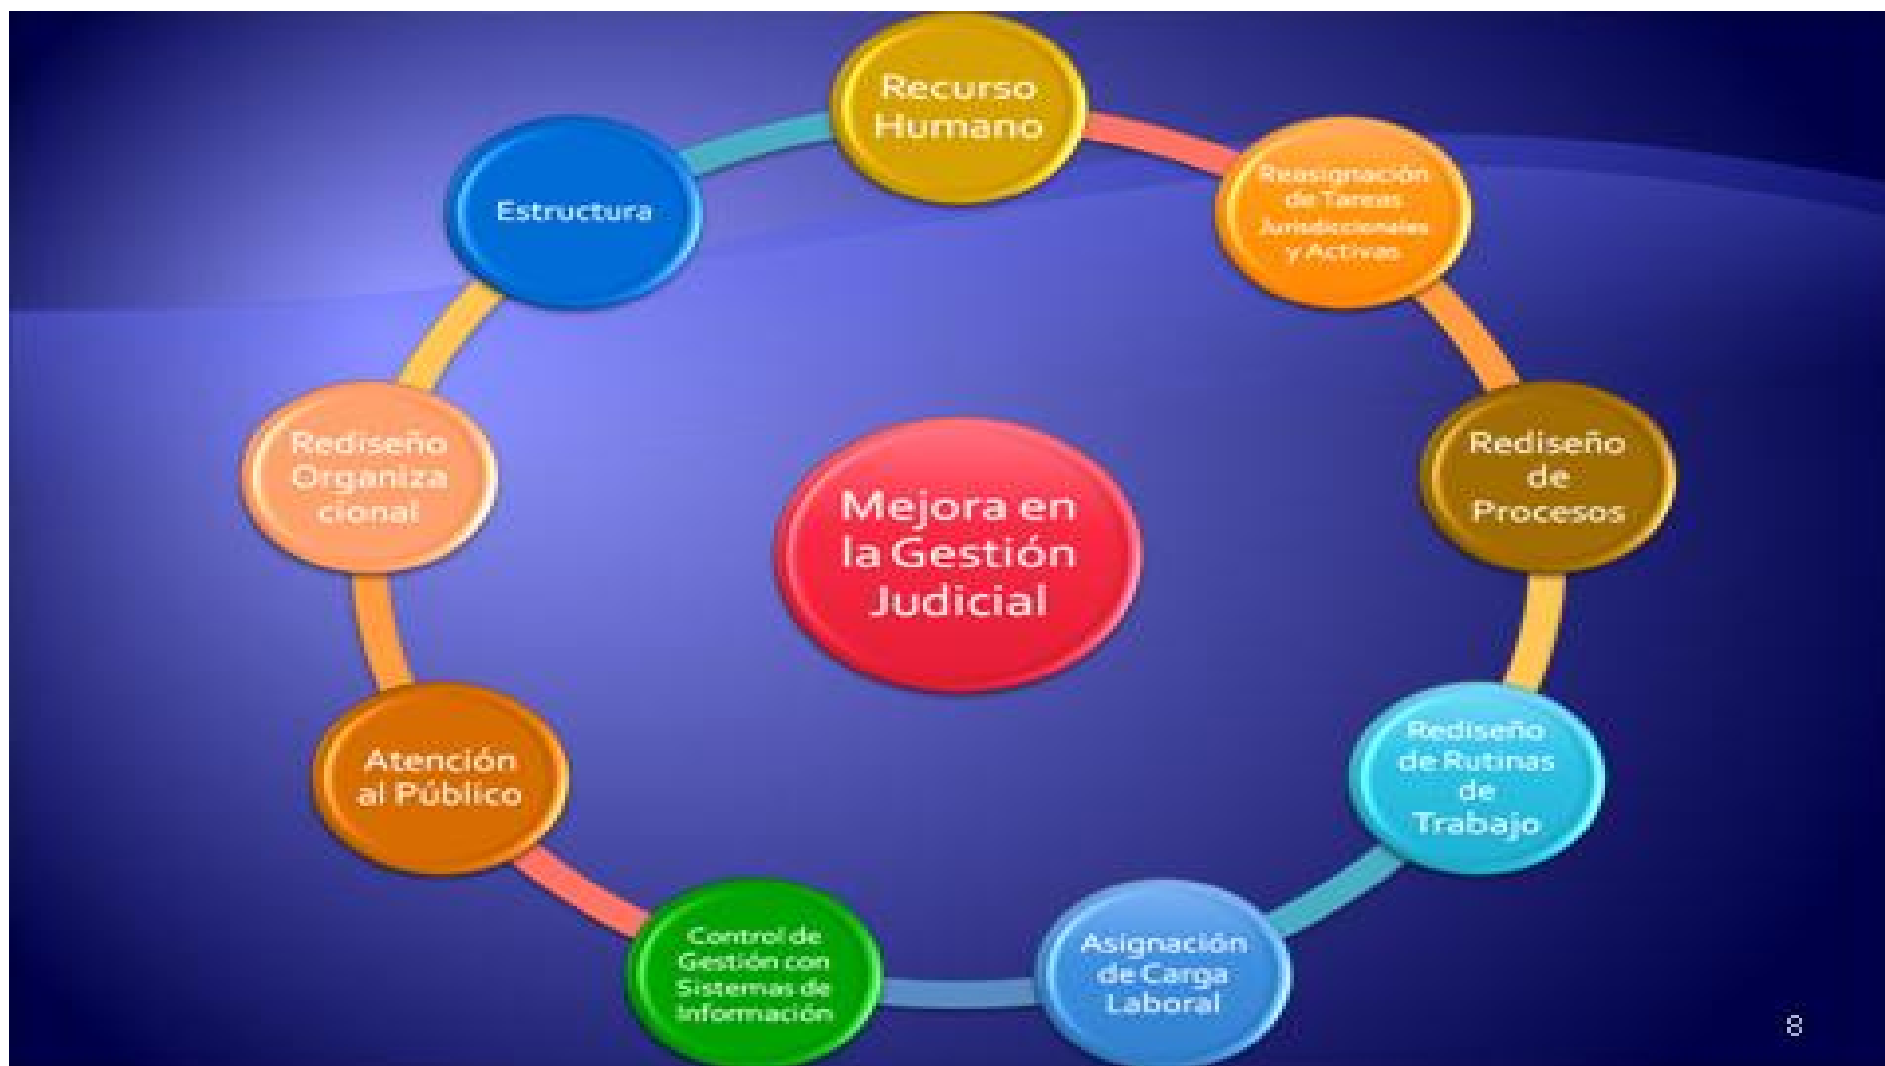 Recurso
Humano
Reasignación
de Tareas
Jurisdiccionales
y Activas
Rediseño
de
Procesos
Rediseño
de Rutinas
de
Trabajo
Asignación
de Carga
Laboral
Control de
Gestión con
Sistemas de
Información
Atención
al Público
Rediseño
Organiza
cional
Estructura
Mejora en
la Gestión
Judicial
8